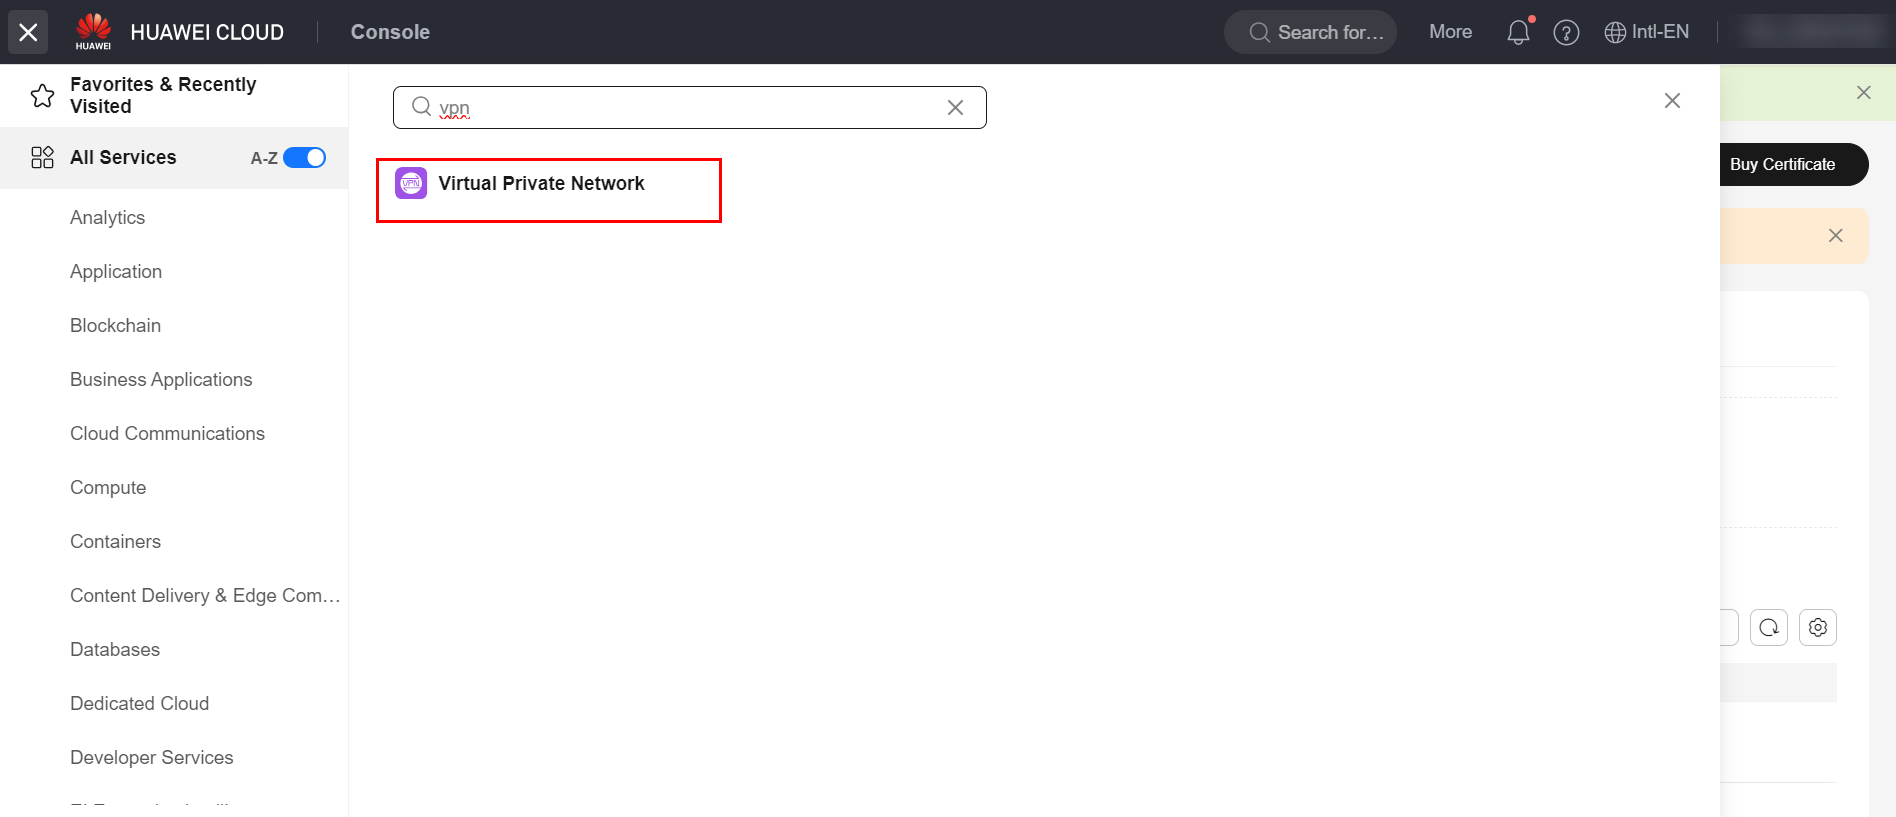 HUAWEI
HUAWEI CLOUD
Console
Search for...
More
Intl-EN
Favorites & Recently
Visited
vpn
Buy Certificate
All Services
A-Z
VPN
Virtual Private Network
Analytics
Application
Blockchain
Business Applications
Cloud Communications
Compute
Containers
Content Delivery & Edge Com...
Databases
Dedicated Cloud
Developer Services